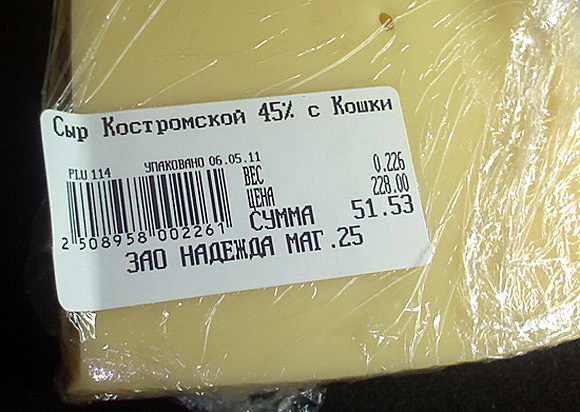 Сыр Костромской 45% с Кошки
PLU 114 УПАКОВАНО 06.05.11
ВЕС 0.226
ЦЕНА 228.00
СУММА 51.53
2 508958 002261
ЗАО НАДЕЖДА МАГ.25